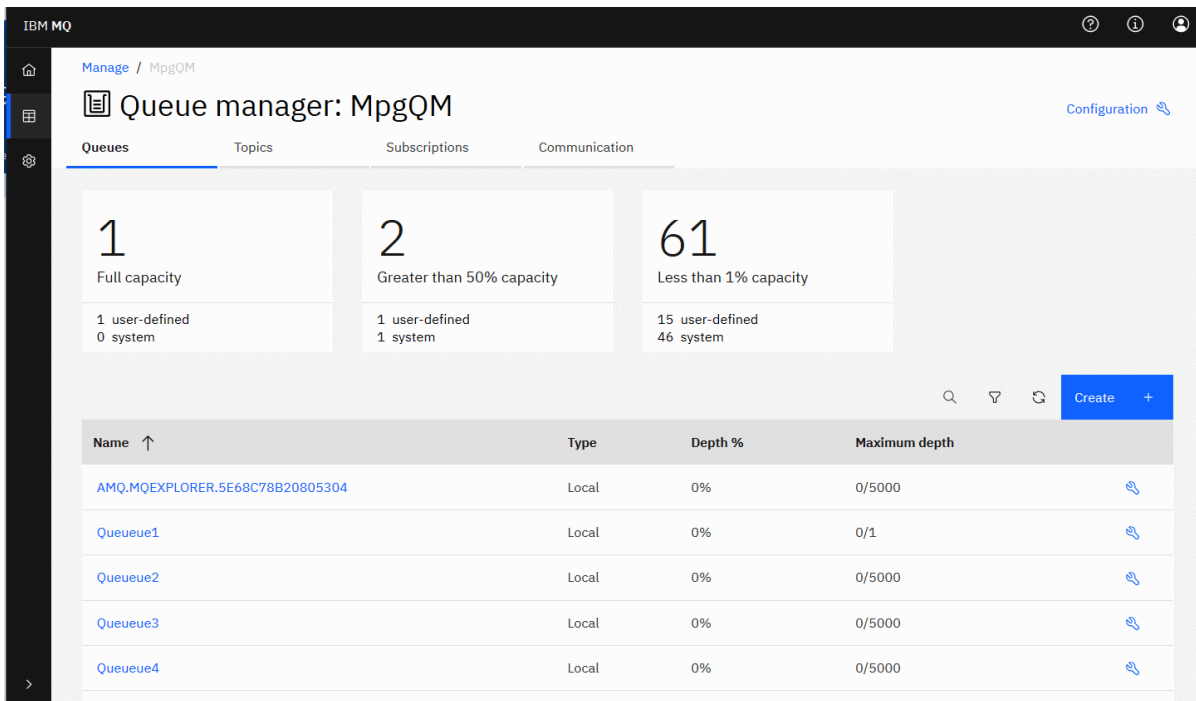 IBM MQ
Manage / MpgQM
Queue manager: MpgQM
Configuration
Queues Topics Subscriptions Communication
1
Full capacity
1 user-defined
0 system
2
Greater than 50% capacity
1 user-defined
1 system
61
Less than 1% capacity
15 user-defined
46 system
Create +
Name Type Depth % Maximum depth
AMQ.MQEXPLORER.5E68C78B20805304 Local 0% 0/5000
Queueue1 Local 0% 0/1
Queueue2 Local 0% 0/5000
Queueue3 Local 0% 0/5000
Queueue4 Local 0% 0/5000